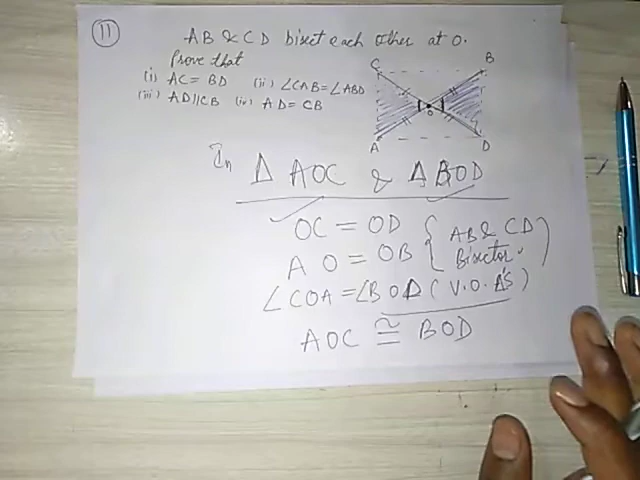 11
AB & CD bisect each other at O.
Prove that
(i) AC = BD (ii) ∠CAB = ∠ABD
(iii) AD || CB (iv) AD = CB
C B
O
A D
In Δ AOC & Δ BOD
OC = OD { AB & CD
AO = OB { Bisector. )
∠COA = ∠BOD ( V.O.A's )
AOC ≅ BOD